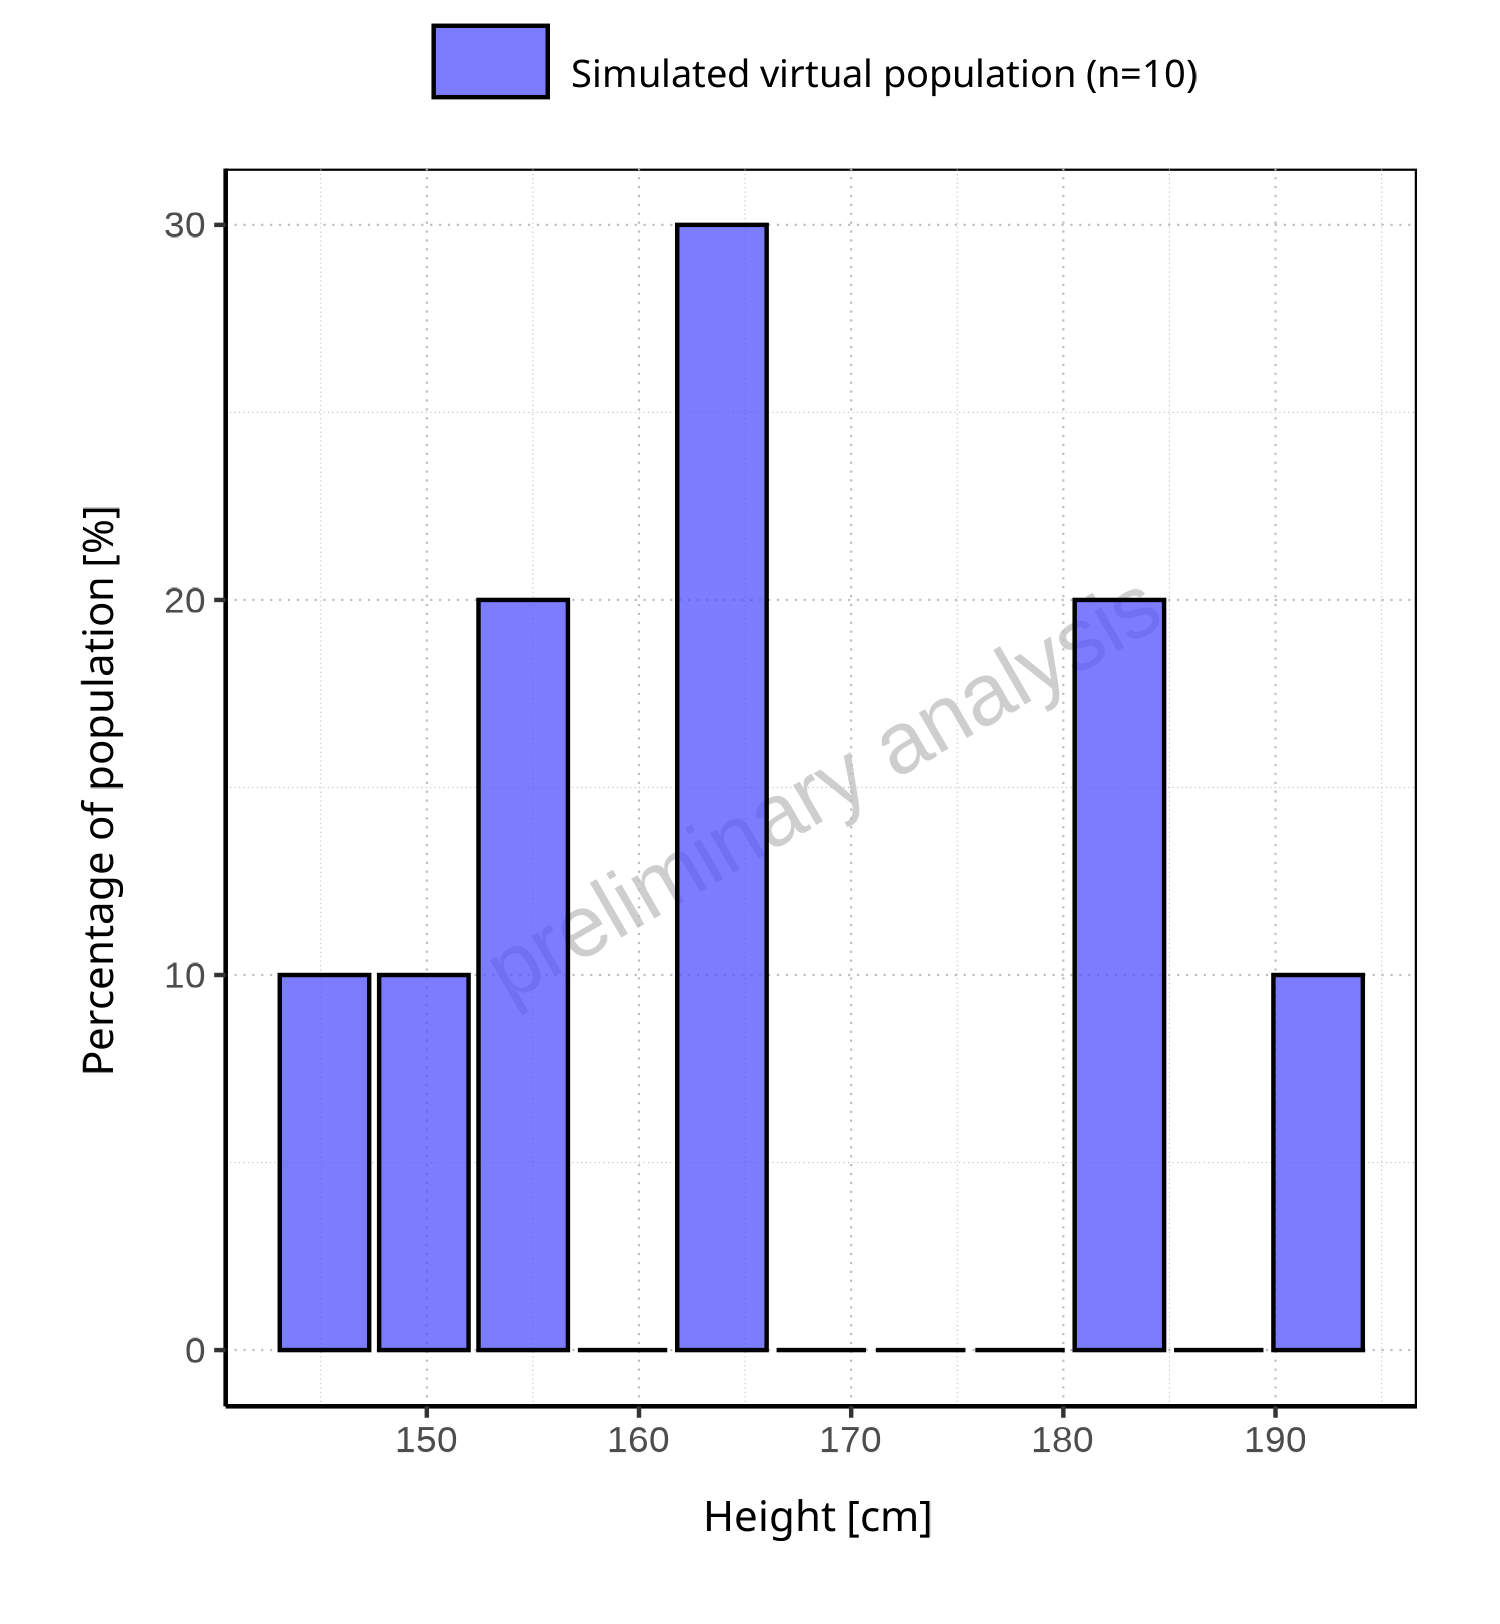 Simulated virtual population (n=10)
30
20
10
0
Percentage of population [%]
preliminary analysis
150 160 170 180 190
Height [cm]